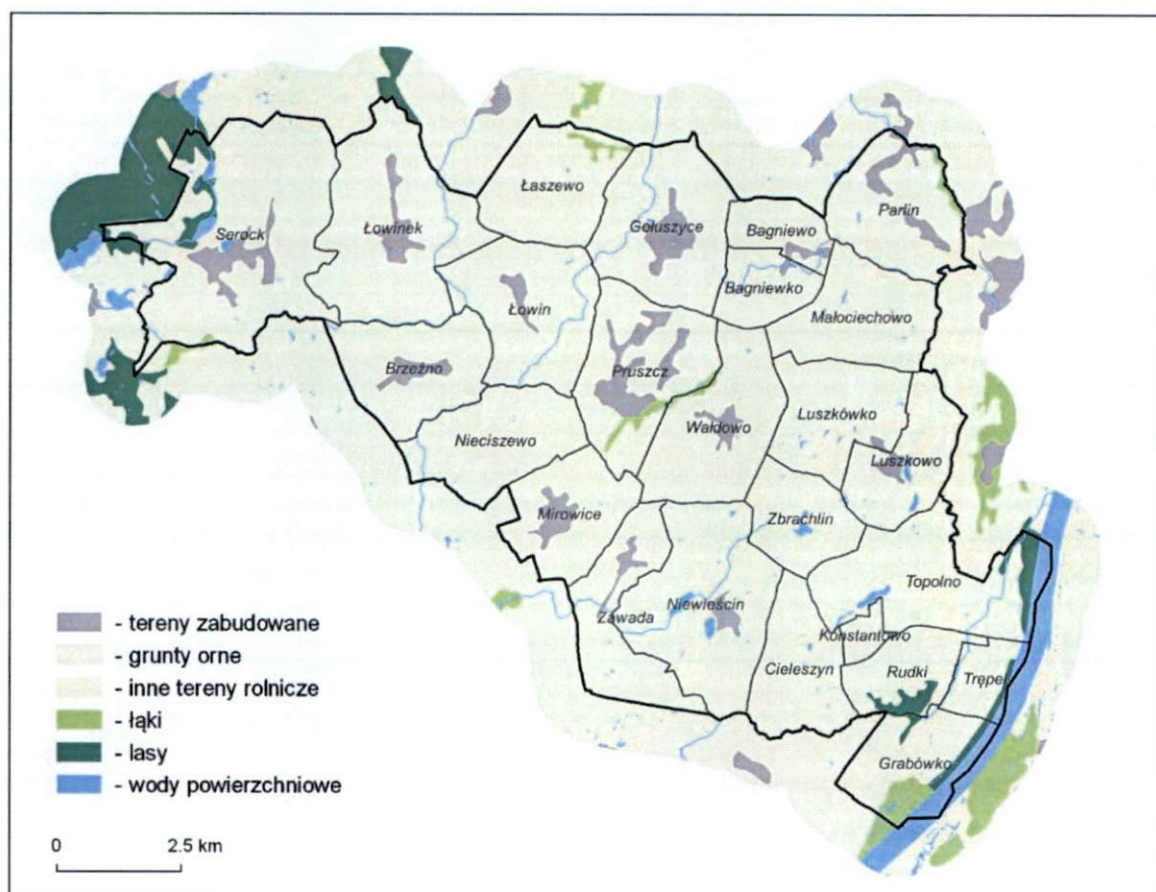 Łaszewo
Parlin
Serock
Łowinek
Gołuszyce
Bagniewo
Bagniewko
Łowin
Małociechowo
Brzeźno
Pruszcz
Wałdowo
Luszkówko
Nieciszewo
Luszkowo
Mirowice
Zbrachlin
Topolno
Niewieścin
Zawada
Konstantowo
Cieleszyn
Rudki
Trępel
Grabówko
- tereny zabudowane
- grunty orne
- inne tereny rolnicze
- łąki
- lasy
- wody powierzchniowe
0 2.5 km